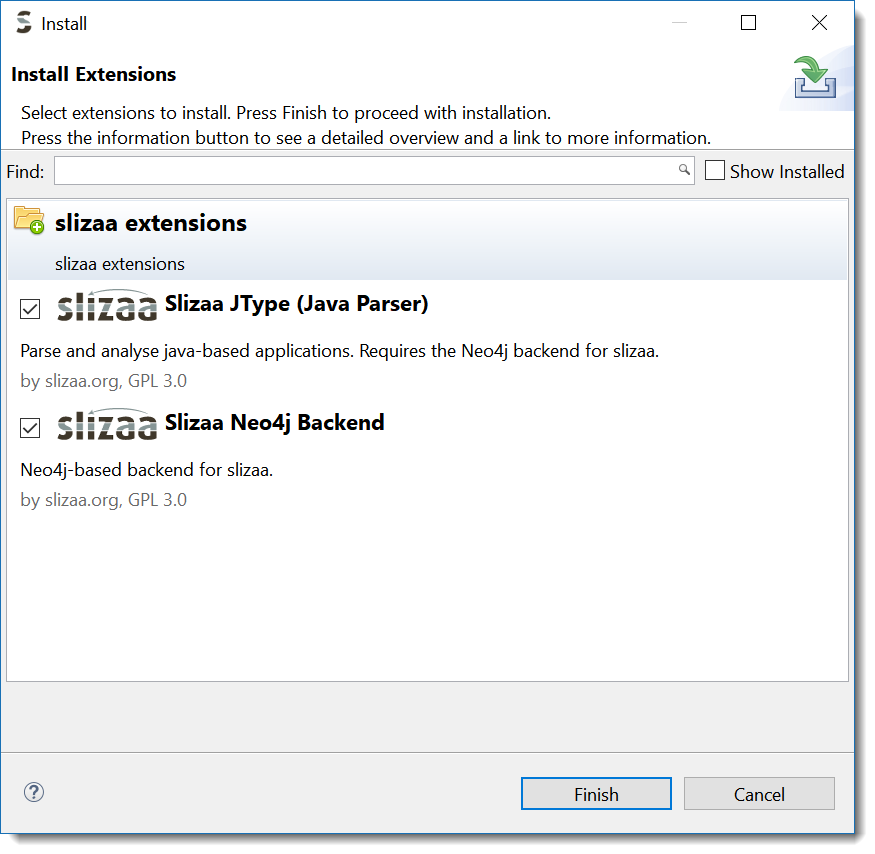 Install
Install Extensions
Select extensions to install. Press Finish to proceed with installation.
Press the information button to see a detailed overview and a link to more information.
Find: Show Installed
slizaa extensions
slizaa extensions
slizaa Slizaa JType (Java Parser)
Parse and analyse java-based applications. Requires the Neo4j backend for slizaa.
by slizaa.org, GPL 3.0
slizaa Slizaa Neo4j Backend
Neo4j-based backend for slizaa.
by slizaa.org, GPL 3.0
? Finish Cancel